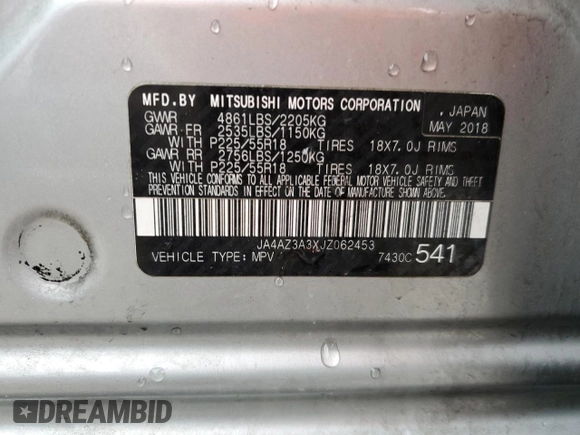 MFD.BY MITSUBISHI MOTORS CORPORATION
GVWR 4861LBS/2205KG , JAPAN
GAWR FR 2535LBS/1150KG MAY 2018
WITH P225/55R18 TIRES 18X7.0J RIMS
GAWR RR 2756LBS/1250KG
WITH P225/55R18 TIRES 18X7.0J RIMS
THIS VEHICLE CONFORMS TO ALL APPLICABLE FEDERAL MOTOR VEHICLE SAFETY AND THEFT
PREVENTION STANDARDS IN EFFECT ON THE DATE OF MANUFACTURE SHOWN ABOVE.
JA4AZ3A3XJZ062453
VEHICLE TYPE: MPV 7430C 541
DREAMBID